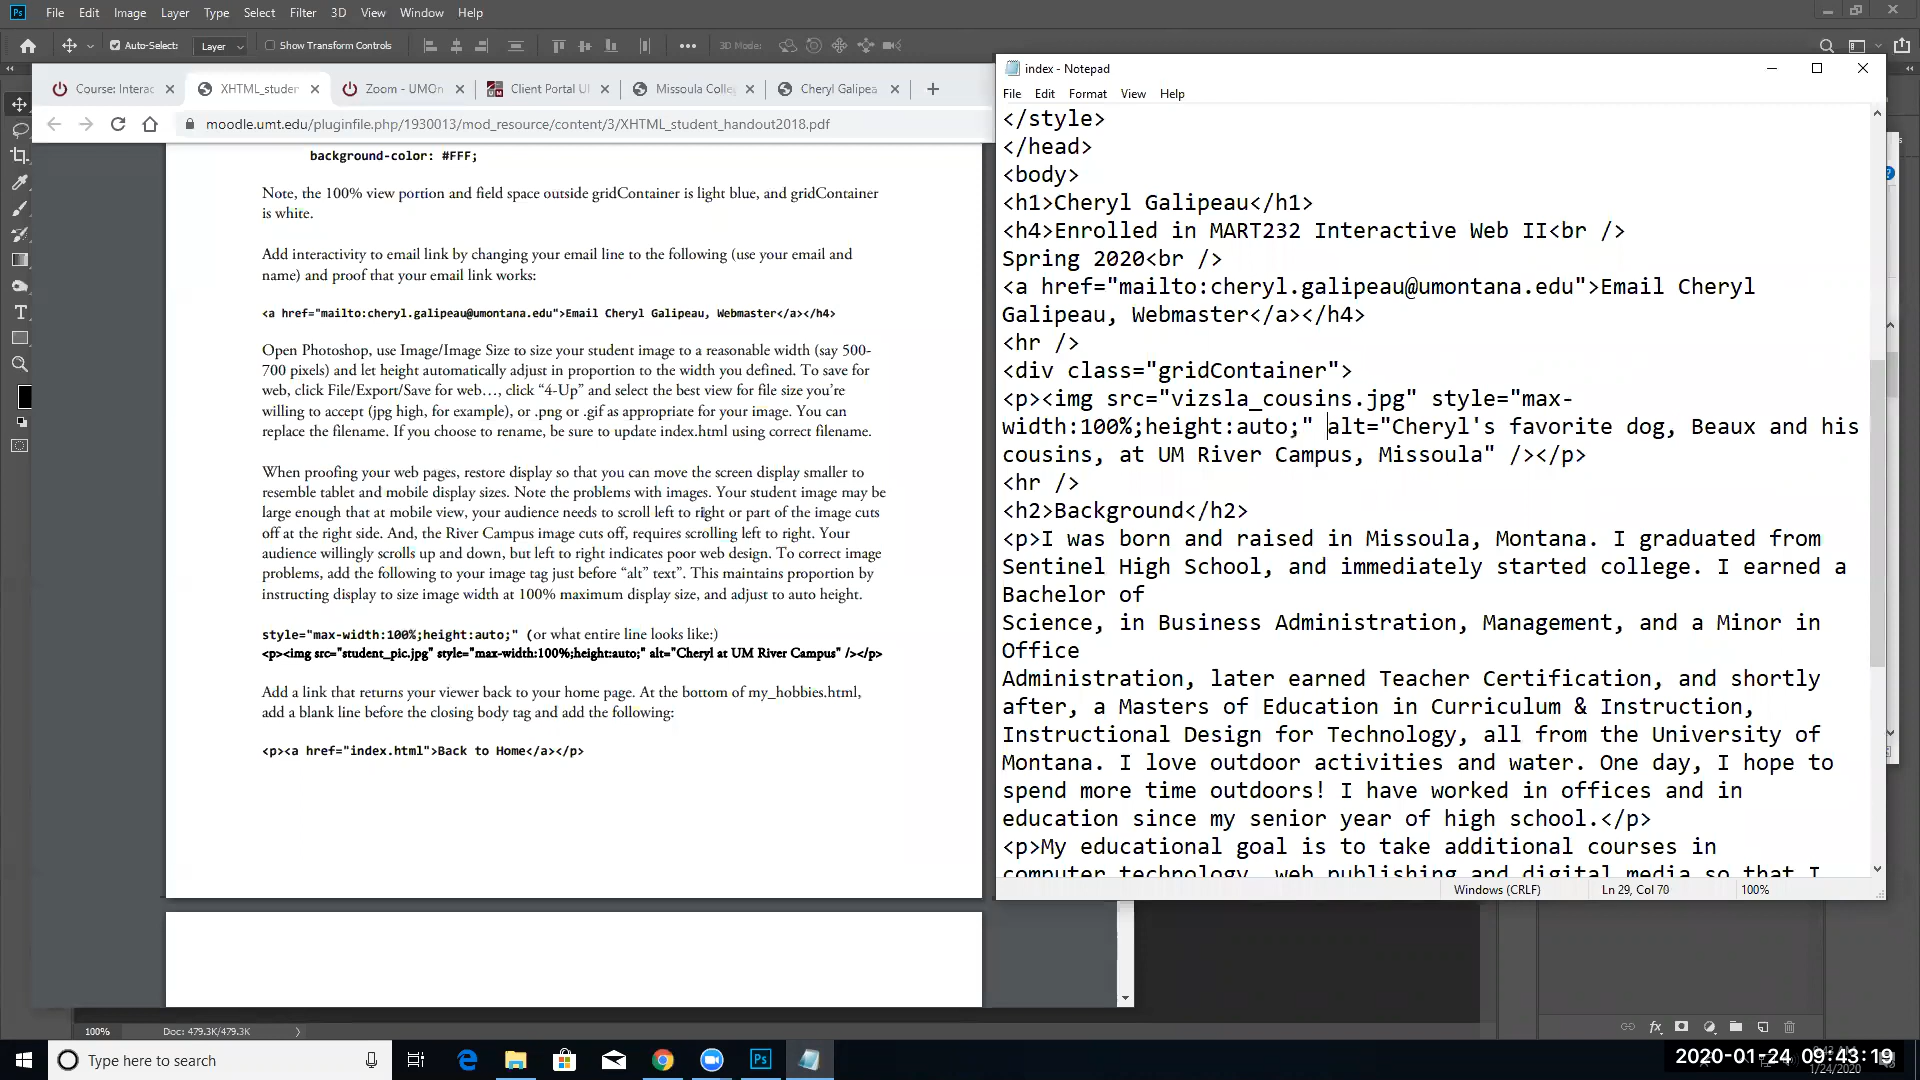 File Edit Image Layer Type Select Filter 3D View Window Help
Auto-Select: Layer Show Transform Controls 3D Mode:
Course: Interac XHTML_studen Zoom - UMOn Client Portal UI Missoula Colle Cheryl Galipea
moodle.umt.edu/pluginfile.php/1930013/mod_resource/content/3/XHTML_student_handout2018.pdf
background-color: #FFF;
Note, the 100% view portion and field space outside gridContainer is light blue, and gridContainer
is white.
Add interactivity to email link by changing your email line to the following (use your email and
name) and proof that your email link works:
<a href="mailto:cheryl.galipeau@umontana.edu">Email Cheryl Galipeau, Webmaster</a></h4>
Open Photoshop, use Image/Image Size to size your student image to a reasonable width (say 500-
700 pixels) and let height automatically adjust in proportion to the width you defined. To save for
web, click File/Export/Save for web…, click “4-Up” and select the best view for file size you’re
willing to accept (jpg high, for example), or .png or .gif as appropriate for your image. You can
replace the filename. If you choose to rename, be sure to update index.html using correct filename.
When proofing your web pages, restore display so that you can move the screen display smaller to
resemble tablet and mobile display sizes. Note the problems with images. Your student image may be
large enough that at mobile view, your audience needs to scroll left to right or part of the image cuts
off at the right side. And, the River Campus image cuts off, requires scrolling left to right. Your
audience willingly scrolls up and down, but left to right indicates poor web design. To correct image
problems, add the following to your image tag just before “alt” text”. This maintains proportion by
instructing display to size image width at 100% maximum display size, and adjust to auto height.
style="max-width:100%;height:auto;" (or what entire line looks like:)
<p><img src="student_pic.jpg" style="max-width:100%;height:auto;" alt="Cheryl at UM River Campus" /></p>
Add a link that returns your viewer back to your home page. At the bottom of my_hobbies.html,
add a blank line before the closing body tag and add the following:
<p><a href="index.html">Back to Home</a></p>
index - Notepad
File Edit Format View Help
</style>
</head>
<body>
<h1>Cheryl Galipeau</h1>
<h4>Enrolled in MART232 Interactive Web II<br />
Spring 2020<br />
<a href="mailto:cheryl.galipeau@umontana.edu">Email Cheryl
Galipeau, Webmaster</a></h4>
<hr />
<div class="gridContainer">
<p><img src="vizsla_cousins.jpg" style="max-
width:100%;height:auto;" alt="Cheryl's favorite dog, Beaux and his
cousins, at UM River Campus, Missoula" /></p>
<hr />
<h2>Background</h2>
<p>I was born and raised in Missoula, Montana. I graduated from
Sentinel High School, and immediately started college. I earned a
Bachelor of
Science, in Business Administration, Management, and a Minor in
Office
Administration, later earned Teacher Certification, and shortly
after, a Masters of Education in Curriculum & Instruction,
Instructional Design for Technology, all from the University of
Montana. I love outdoor activities and water. One day, I hope to
spend more time outdoors! I have worked in offices and in
education since my senior year of high school.</p>
<p>My educational goal is to take additional courses in
computer technology, web publishing and digital media so that I
Windows (CRLF) Ln 29, Col 70 100%
100% Doc: 479.3K/479.3K
Type here to search
2020-01-24 09:43:19
1/24/2020